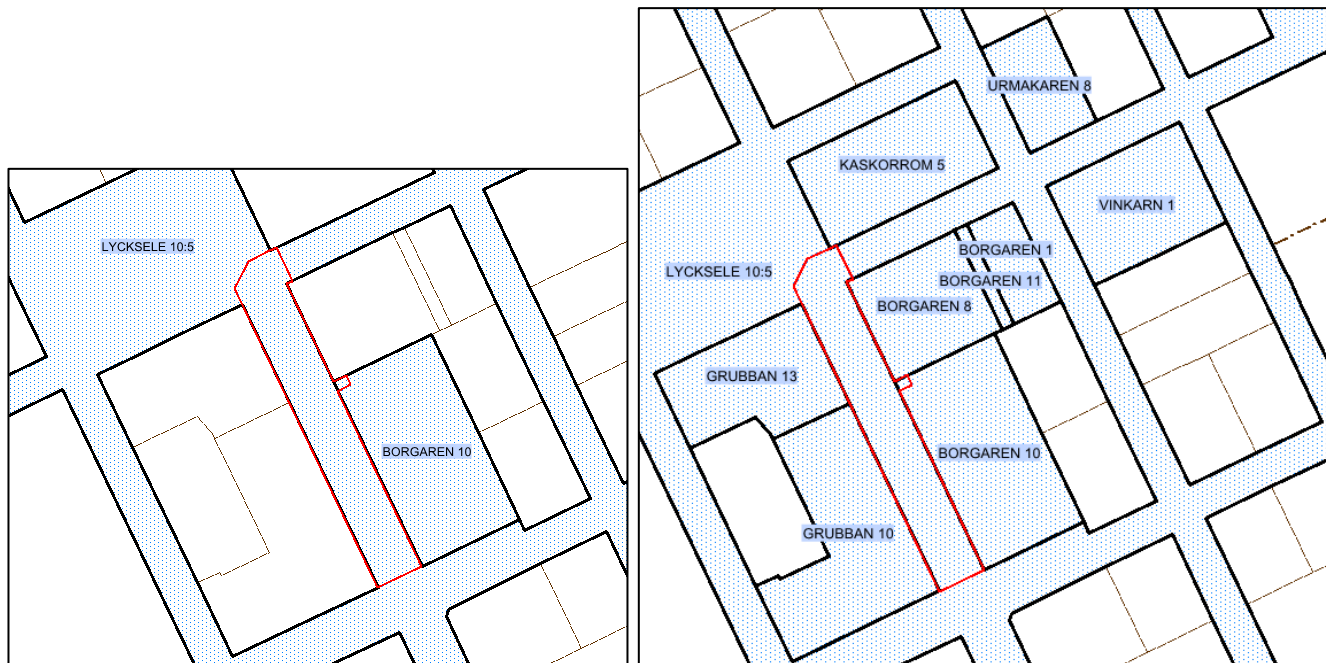 LYCKSELE 10:5
BORGAREN 10
URMAKAREN 8
KASKORROM 5
VINKARN 1
BORGAREN 1
LYCKSELE 10:5
BORGAREN 11
BORGAREN 8
GRUBBAN 13
BORGAREN 10
GRUBBAN 10